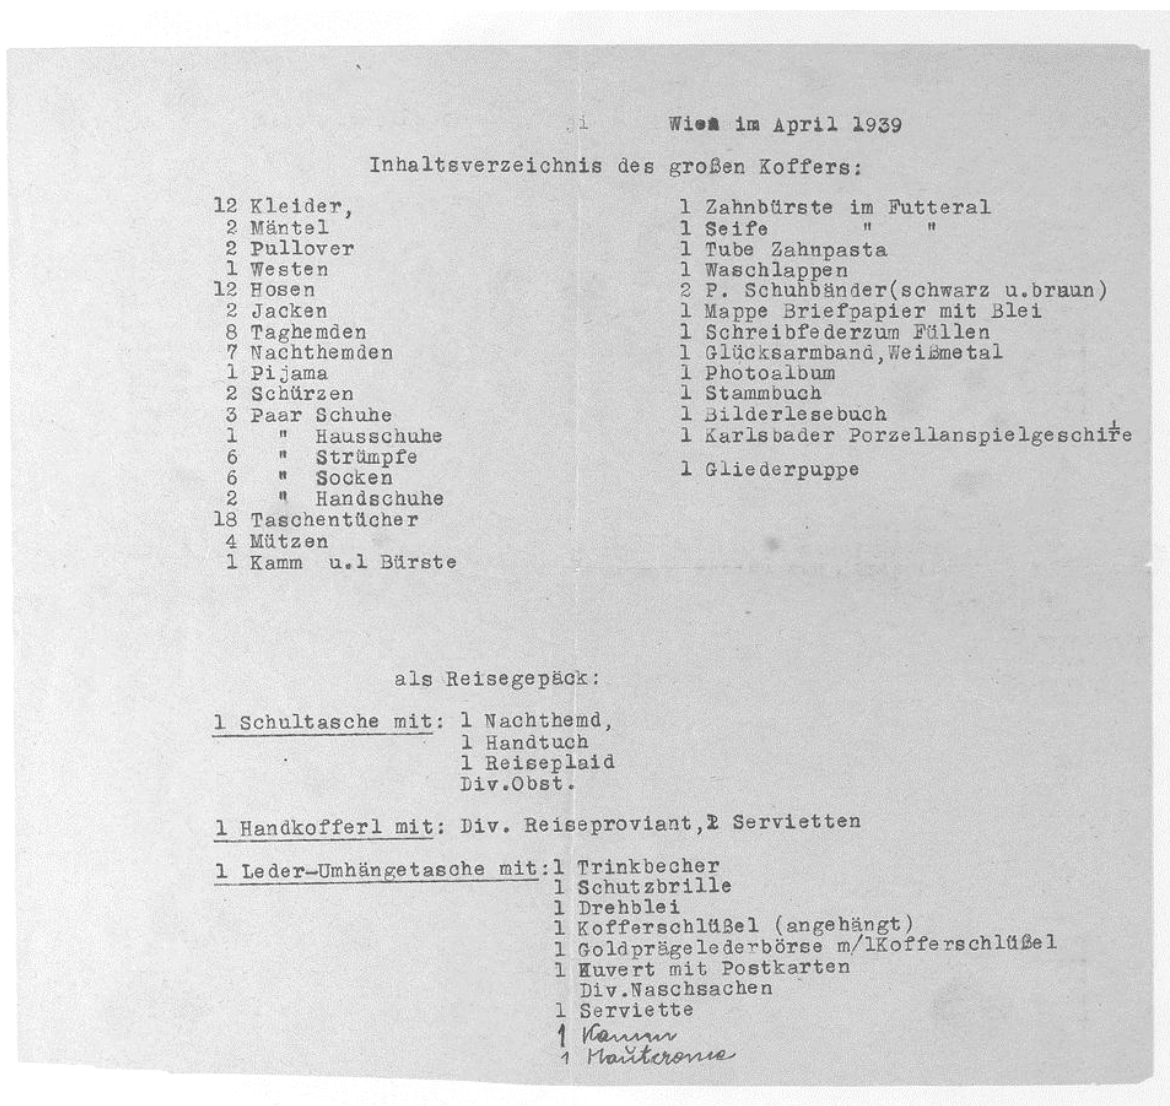 Wien im April 1939
Inhaltsverzeichnis des großen Koffers:
12 Kleider,
2 Mäntel
2 Pullover
1 Westen
12 Hosen
2 Jacken
8 Taghemden
7 Nachthemden
1 Pijama
2 Schürzen
3 Paar Schuhe
1 " Hausschuhe
6 " Strümpfe
6 " Socken
2 " Handschuhe
18 Taschentücher
4 Mützen
1 Kamm u.1 Bürste
1 Zahnbürste im Futteral
1 Seife " "
1 Tube Zahnpasta
1 Waschlappen
2 P. Schuhbänder(schwarz u.braun)
1 Mappe Briefpapier mit Blei
1 Schreibfederzum Füllen
1 Glücksarmband,Weißmetal
1 Photoalbum
1 Stammbuch
1 Bilderlesebuch
1 Karlsbader Porzellanspielgeschirr
1 Gliederpuppe
als Reisegepäck:
1 Schultasche mit: 1 Nachthemd,
1 Handtuch
1 Reiseplaid
Div.Obst.
1 Handkofferl mit: Div. Reiseproviant,2 Servietten
1 Leder-Umhängetasche mit:1 Trinkbecher
1 Schutzbrille
1 Drehblei
1 Kofferschlüßel (angehängt)
1 Goldprägelederbörse m/1Kofferschlüßel
1 Kuvert mit Postkarten
Div.Naschsachen
1 Serviette
1 Kamm
1 Hautcreme